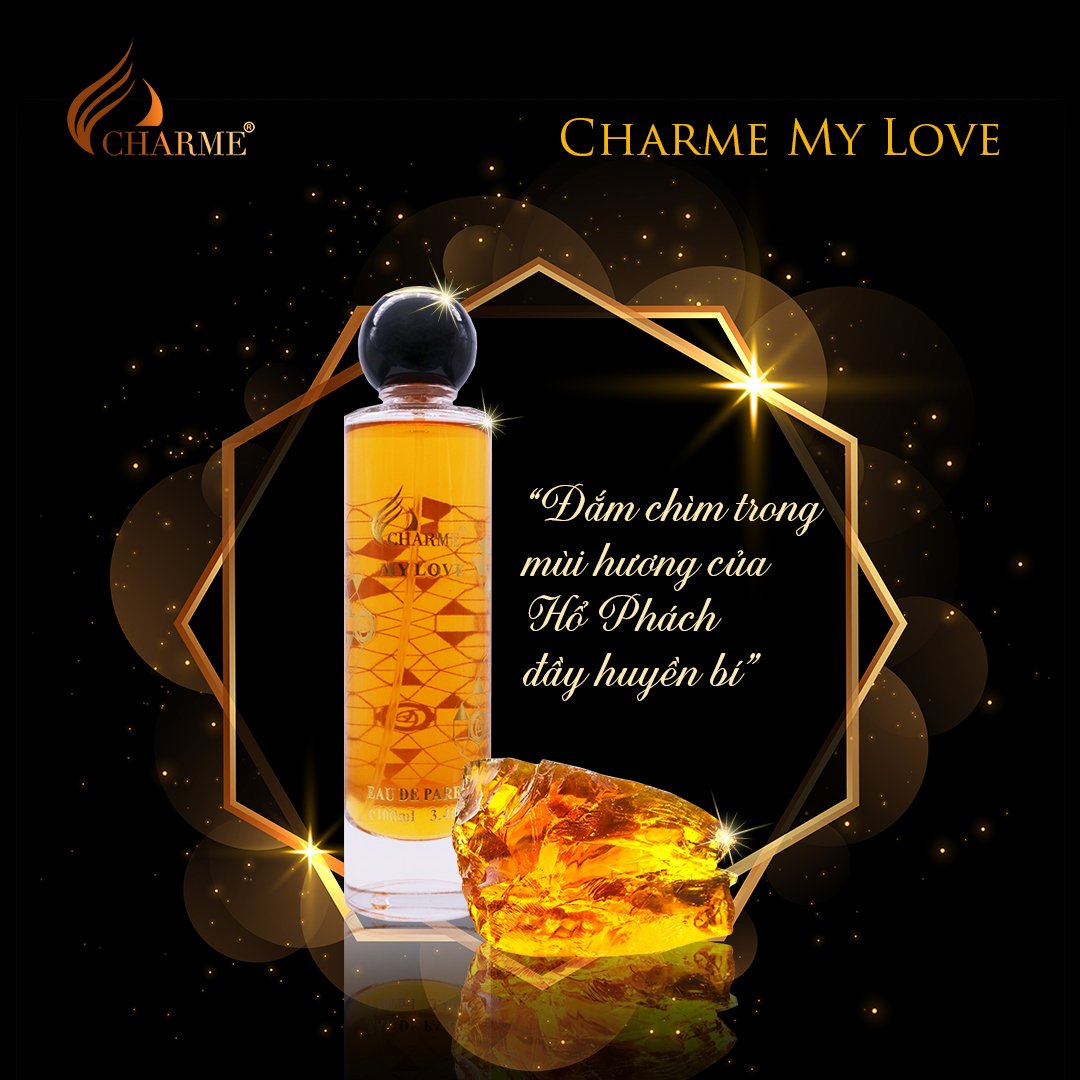 CHARME®
CHARME MY LOVE
“Đắm chìm trong
mùi hương của
Hổ Phách
đầy huyền bí”
CHARME
MY LOVE
EAU DE
100ml